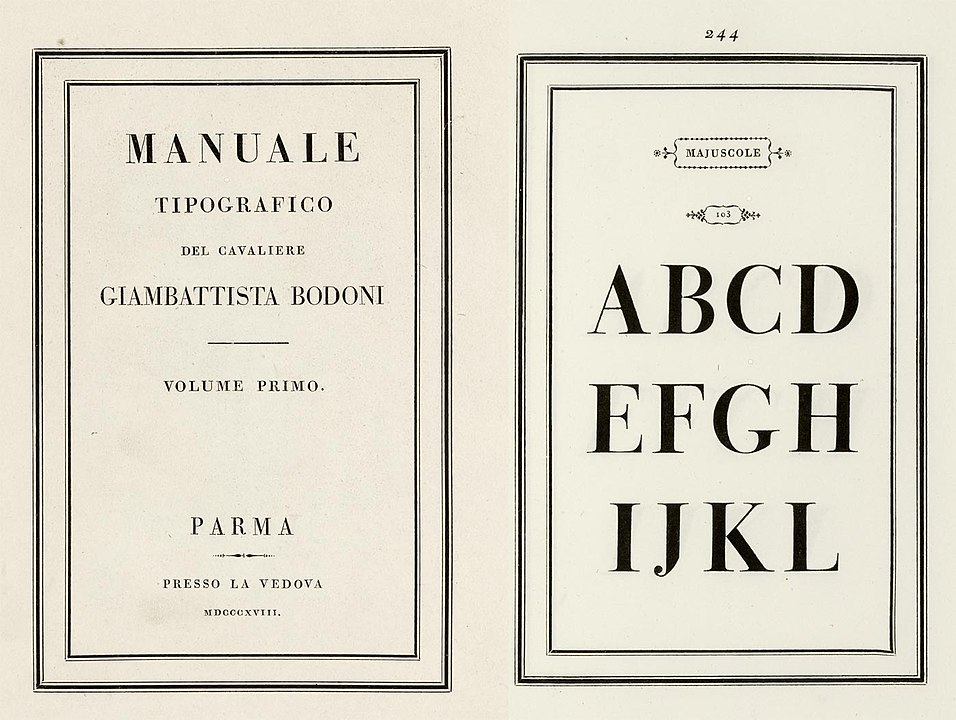 MANUALE
TIPOGRAFICO
DEL CAVALIERE
GIAMBATTISTA BODONI
VOLUME PRIMO.
PARMA
PRESSO LA VEDOVA
MDCCCXVIII.
244
MAJUSCOLE
103
ABCD
EFGH
IJKL